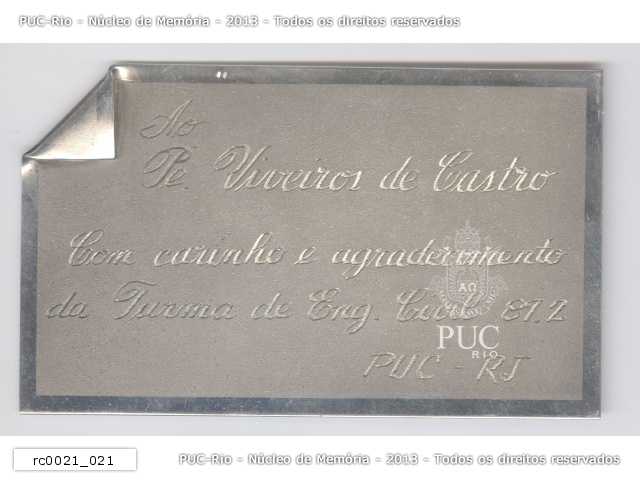 PUC-Rio - Núcleo de Memória - 2013 - Todos os direitos reservados
Ao
Pe. Viveiros de Castro
Com carinho e agradecimento
da Turma de Eng. Civil 87.2
PUC
RIO
PUC - RJ
rc0021_021
PUC-Rio - Núcleo de Memória - 2013 - Todos os direitos reservados